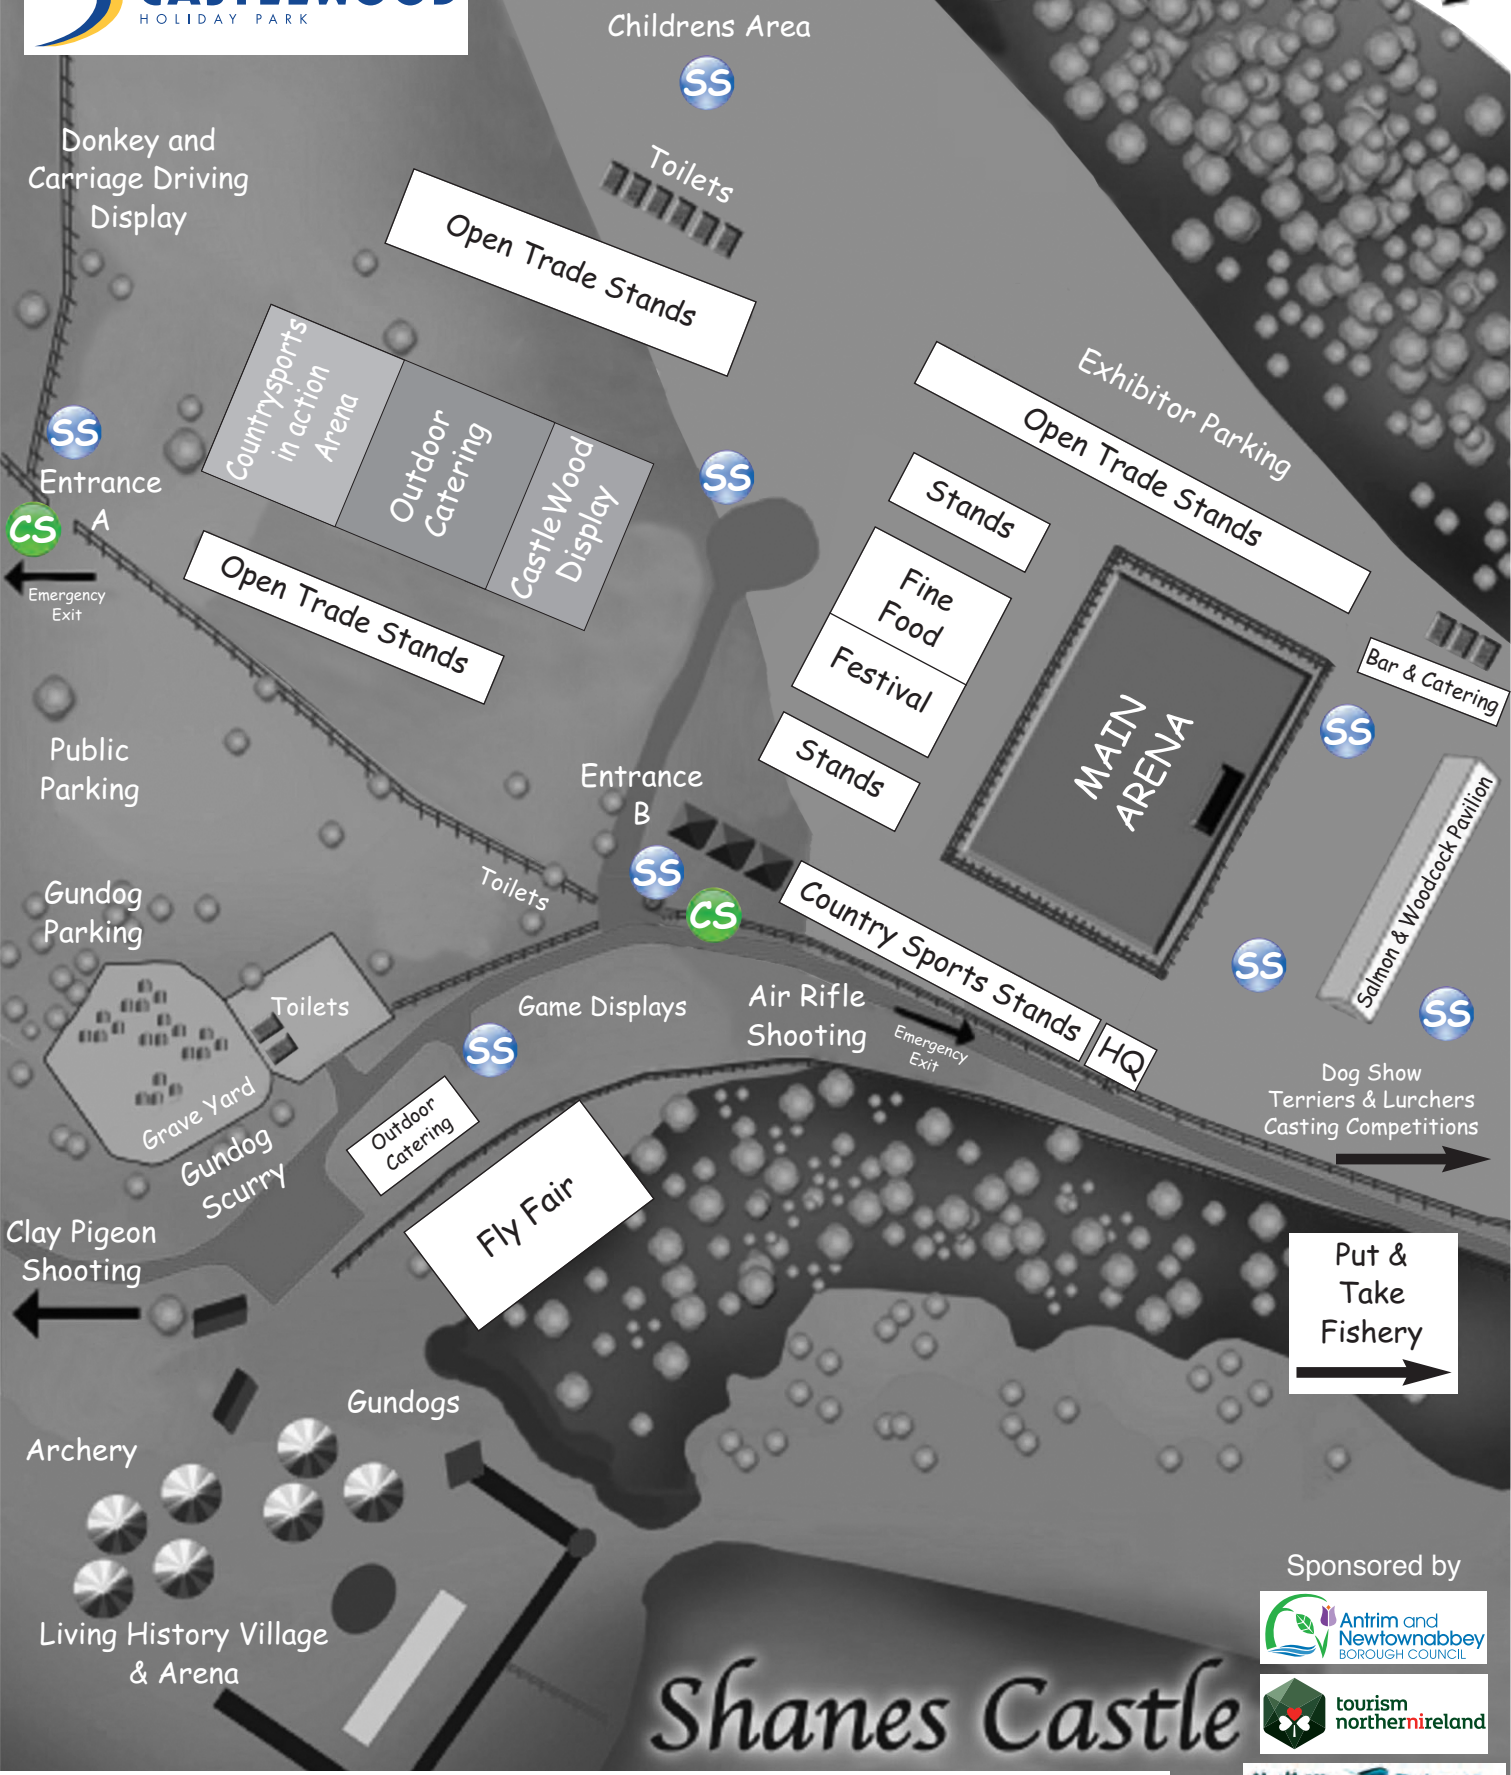 HOLIDAY PARK
Childrens Area
SS
Donkey and
Carriage Driving
Display
Toilets
Open Trade Stands
Countrysports
in action
Arena
Outdoor
Catering
CastleWood
Display
SS
Entrance
A
CS
Emergency
Exit
Open Trade Stands
SS
Exhibitor Parking
Open Trade Stands
Stands
Fine
Food
Festival
Stands
MAIN
ARENA
Bar & Catering
SS
Salmon & Woodcock Pavilion
SS
SS
Public
Parking
Entrance
B
SS
CS
Toilets
Gundog
Parking
Toilets
Grave Yard
Gundog
Scurry
Game Displays
SS
Outdoor
Catering
Air Rifle
Shooting
Emergency
Exit
Country Sports Stands
HQ
Dog Show
Terriers & Lurchers
Casting Competitions
Fly Fair
Clay Pigeon
Shooting
Put &
Take
Fishery
Gundogs
Archery
Living History Village
& Arena
Shanes Castle
Sponsored by
Antrim and
Newtownabbey
BOROUGH COUNCIL
tourism
northernireland